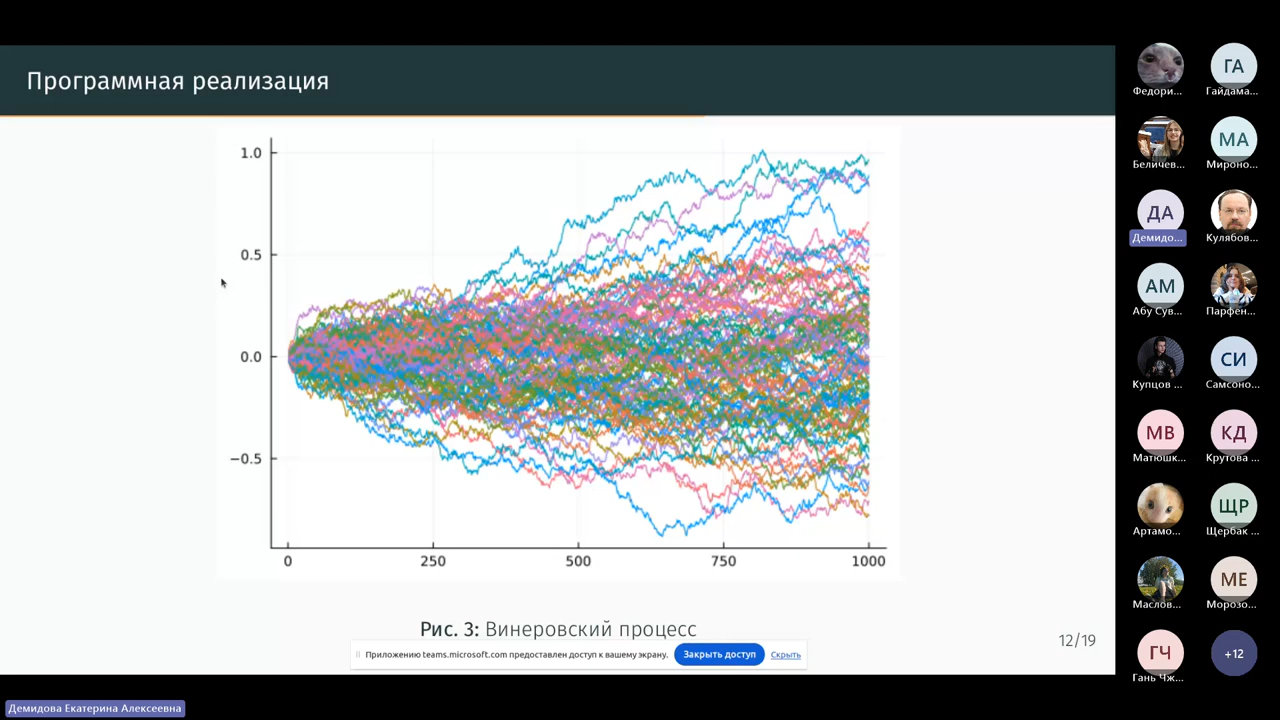 Программная реализация
1.0
0.5
0.0
−0.5
0 250 500 750 1000
Рис. 3: Винеровский процесс
12/19
Приложению teams.microsoft.com предоставлен доступ к вашему экрану. Закрыть доступ Скрыть
Демидова Екатерина Алексеевна
ГА
Федори... Гайдама...
МА
Беличев... Мироно...
ДА
Демидо... Кулябов...
АМ
Абу Сув... Парфен...
СИ
Купцов ... Самсоно...
МВ КД
Матюшк... Крутова ...
ЩР
Артамо... Щербак ...
МЕ
Маслов... Морозо...
ГЧ +12
Гань Чж...